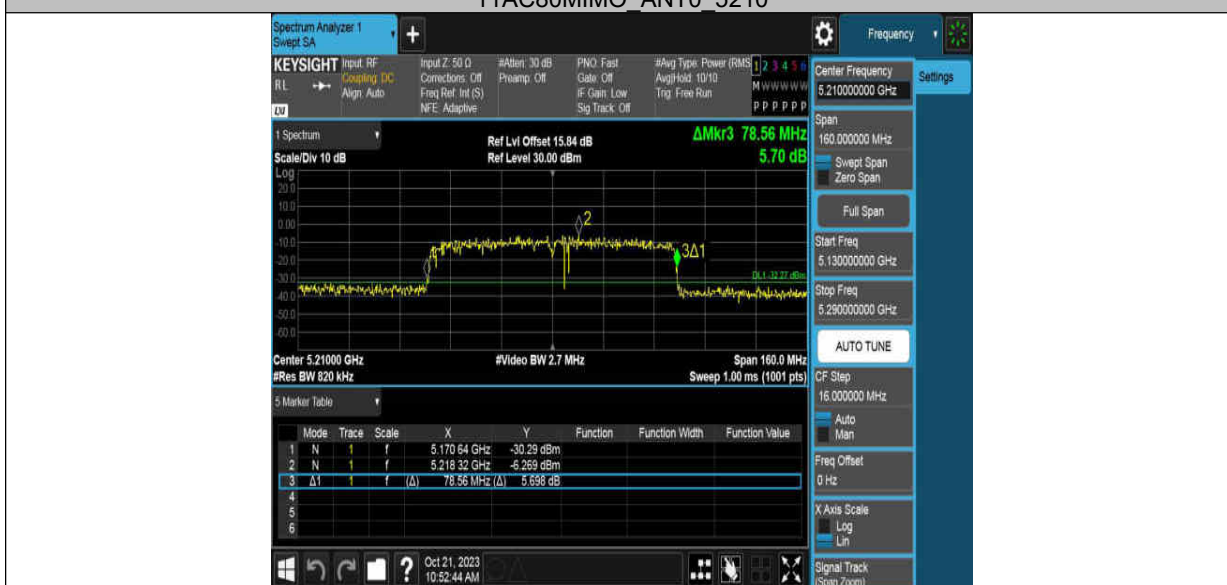 11AC80MIMO_ANT0_5210
Spectrum Analyzer 1
Swept SA
+
Frequency
KEYSIGHT
RL
LXI
Input: RF
Coupling: DC
Align: Auto
Input Z: 50 Ω
Corrections: Off
Freq Ref: Int (S)
NFE: Adaptive
#Atten: 30 dB
Preamp: Off
PNO: Fast
Gate: Off
IF Gain: Low
Sig Track: Off
#Avg Type: Power (RMS
Avg|Hold: 10/10
Trig: Free Run
1 2 3 4 5 6
M W W W W W
P P P P P P
Center Frequency
5.210000000 GHz
Settings
1 Spectrum
Scale/Div 10 dB
Ref Lvl Offset 15.84 dB
Ref Level 30.00 dBm
ΔMkr3 78.56 MHz
5.70 dB
Span
160.000000 MHz
Swept Span
Zero Span
Full Span
Start Freq
5.130000000 GHz
Stop Freq
5.290000000 GHz
AUTO TUNE
CF Step
16.000000 MHz
Auto
Man
Freq Offset
0 Hz
X Axis Scale
Log
Lin
Signal Track
(Span Zoom)
Log
20.0
10.0
0.00
-10.0
-20.0
-30.0
-40.0
-50.0
-60.0
2
3Δ1
DL1 -32.27 dBm
Center 5.21000 GHz
#Video BW 2.7 MHz
Span 160.0 MHz
#Res BW 820 kHz
Sweep 1.00 ms (1001 pts)
5 Marker Table
Mode Trace Scale X Y Function Function Width Function Value
1 N 1 f 5.170 64 GHz -30.29 dBm
2 N 1 f 5.218 32 GHz -6.269 dBm
3 Δ1 1 f (Δ) 78.56 MHz (Δ) 5.698 dB
4
5
6
?
Oct 21, 2023
10:52:44 AM